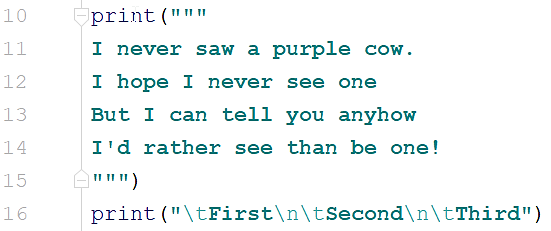 10 print("""
11 I never saw a purple cow.
12 I hope I never see one
13 But I can tell you anyhow
14 I'd rather see than be one!
15 """)
16 print("\tFirst\n\tSecond\n\tThird")